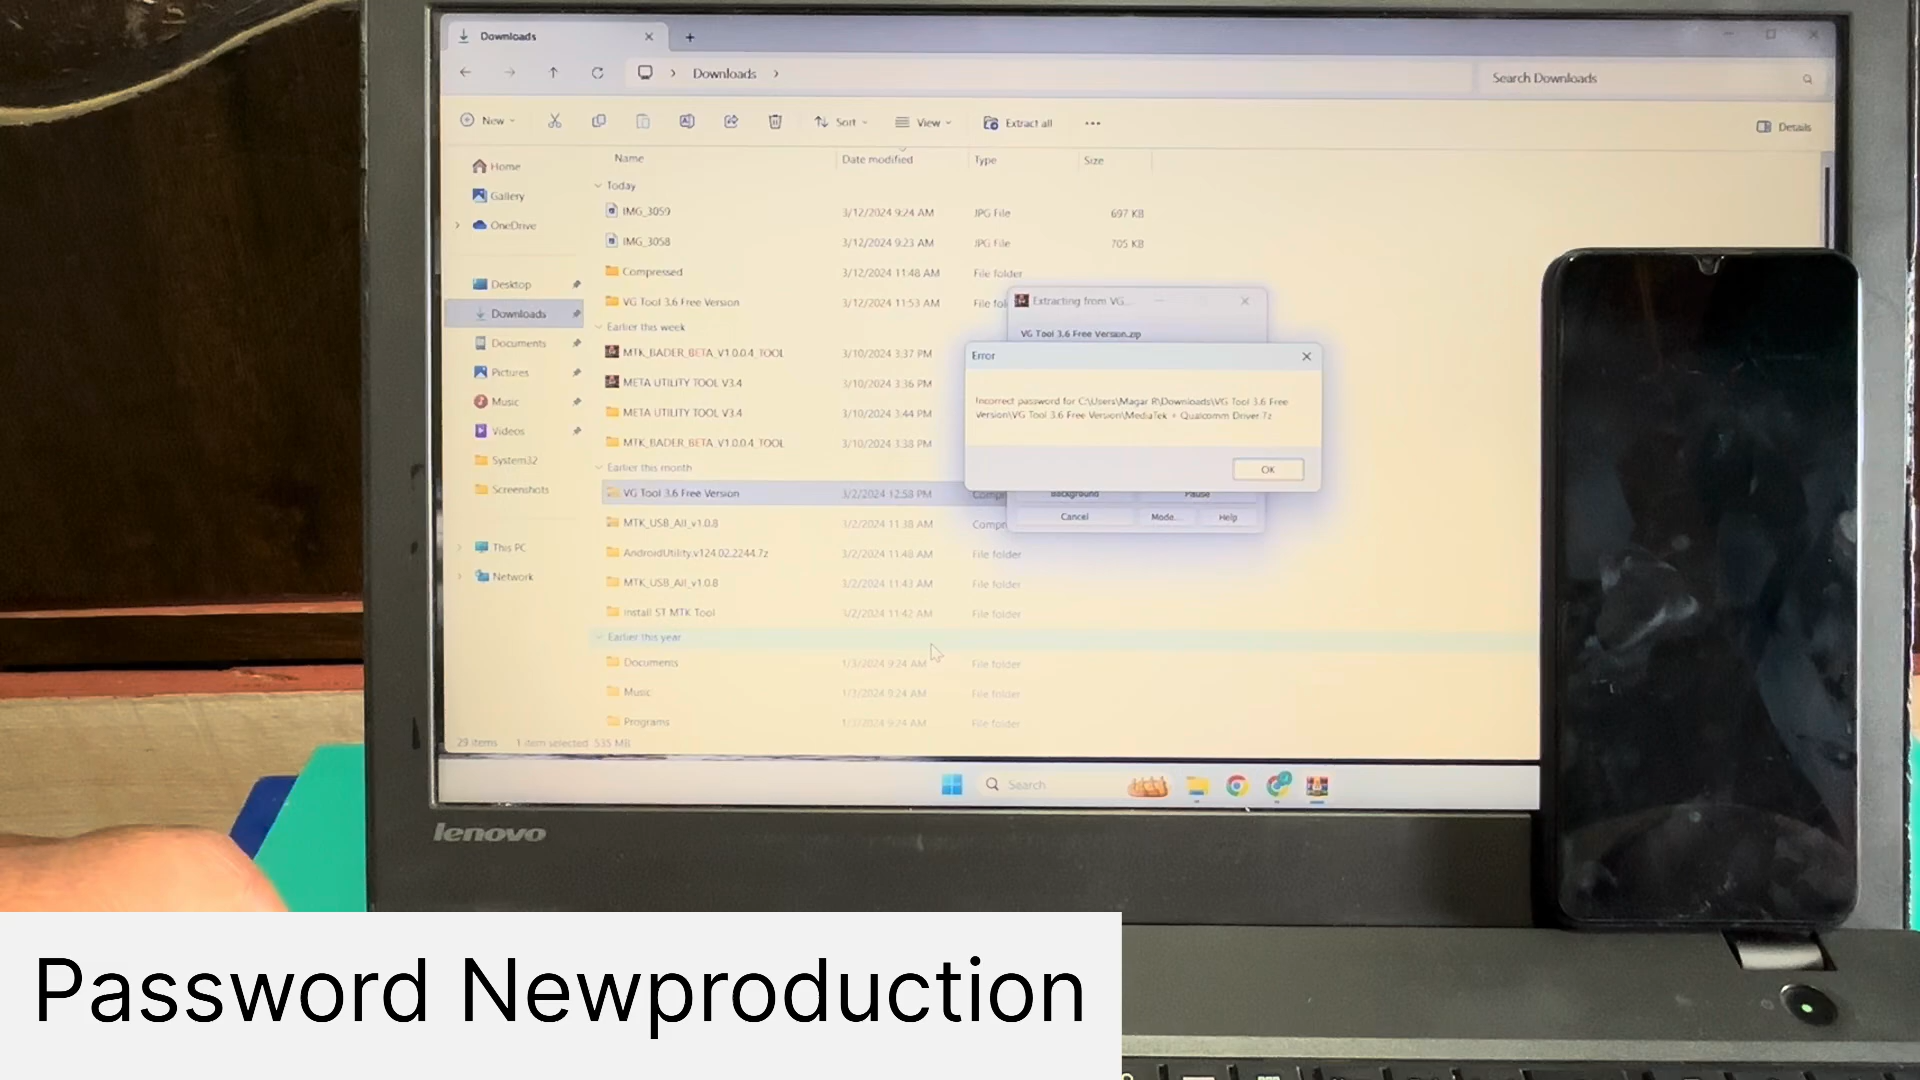 Downloads
Downloads
Search Downloads
New
Sort
View
Extract all
Details
Name Date modified Type Size
Home
Gallery
OneDrive
Desktop
Downloads
Documents
Pictures
Music
Videos
System32
Screenshots
This PC
Network
Today
IMG_3059 3/12/2024 9:24 AM JPG File 697 KB
IMG_3058 3/12/2024 9:23 AM JPG File 705 KB
Compressed 3/12/2024 11:48 AM File folder
VG Tool 3.6 Free Version 3/12/2024 11:53 AM File fol
Earlier this week
MTK_BADER_BETA_V1.0.0.4_TOOL 3/10/2024 3:37 PM
META UTILITY TOOL V3.4 3/10/2024 3:36 PM
META UTILITY TOOL V3.4 3/10/2024 3:44 PM
MTK_BADER_BETA_V1.0.0.4_TOOL 3/10/2024 3:38 PM
Earlier this month
VG Tool 3.6 Free Version 3/2/2024 12:58 PM Compr
MTK_USB_All_v1.0.8 3/2/2024 11:38 AM Compr
AndroidUtility.v124.02.2244.7z 3/2/2024 11:48 AM File folder
MTK_USB_All_v1.0.8 3/2/2024 11:43 AM File folder
Install ST MTK Tool 3/2/2024 11:42 AM File folder
Earlier this year
Documents 1/3/2024 9:24 AM File folder
Music 1/3/2024 9:24 AM File folder
Programs 1/3/2024 9:24 AM File folder
29 items 1 item selected 535 MB
Extracting from VG...
VG Tool 3.6 Free Version.zip
Error
Incorrect password for C:\Users\Magar R\Downloads\VG Tool 3.6 Free
Version\VG Tool 3.6 Free Version\MediaTek + Qualcomm Driver 7z
OK
Background Pause
Cancel Mode... Help
Search
lenovo
Password Newproduction